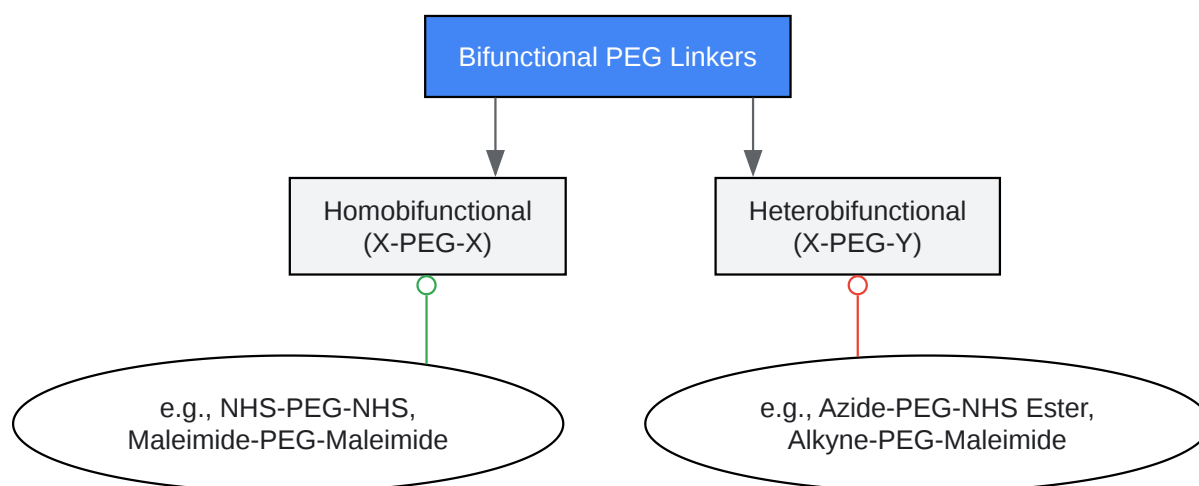 Bifunctional PEG Linkers
Homobifunctional
(X-PEG-X)
Heterobifunctional
(X-PEG-Y)
e.g., NHS-PEG-NHS,
Maleimide-PEG-Maleimide
e.g., Azide-PEG-NHS Ester,
Alkyne-PEG-Maleimide